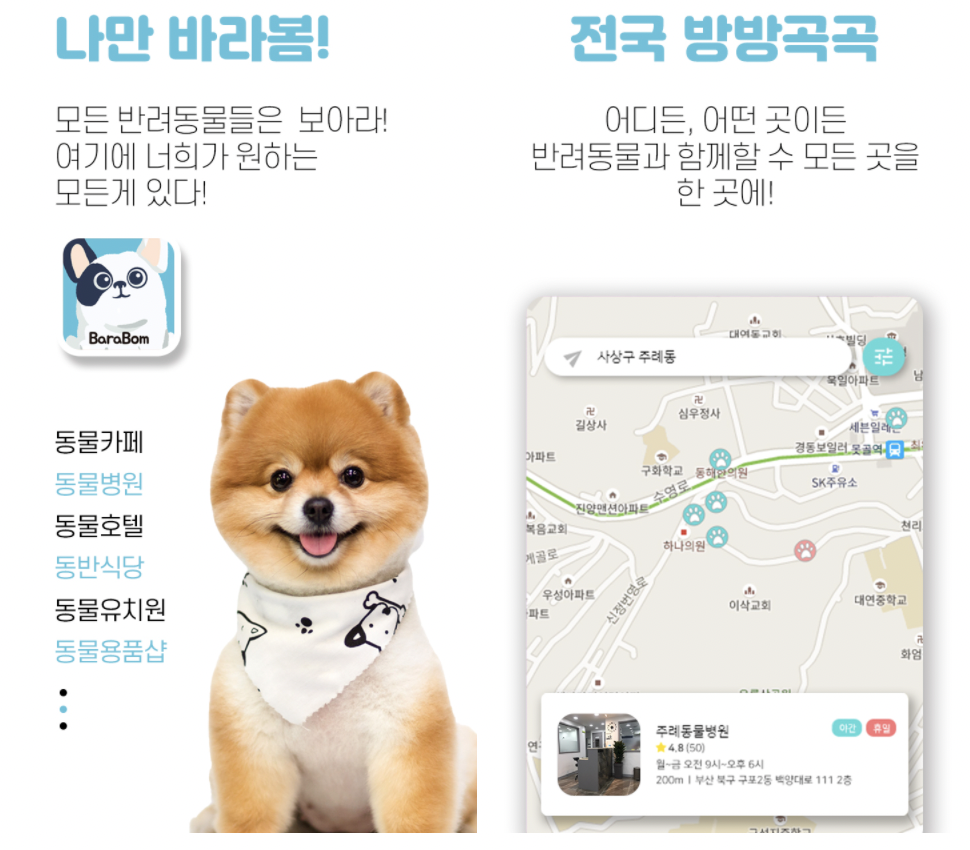 나만 바라봄!
모든 반려동물들은 보아라!
여기에 너희가 원하는
모든게 있다!
BaraBom
동물카페
동물병원
동물호텔
동반식당
동물유치원
동물용품샵
전국 방방곡곡
어디든, 어떤 곳이든
반려동물과 함께할 수 모든 곳을
한 곳에!
대연동교회
사상구 주례동
욱일아파트
남
길상사
심우정사
세븐일레븐
경동보일러
못골역
아파트
구화학교
동해한의원
SK주유소
수영로
진양맨션아파트
복음교회
천리
하나의원
우성아파트
파트
신정번영로
이삭교회
대연중학교
화엄
주례동물병원
야간
휴일
4.8 (50)
월~금 오전 9시~오후 6시
200m | 부산 북구 구포2동 백양대로 111 2층